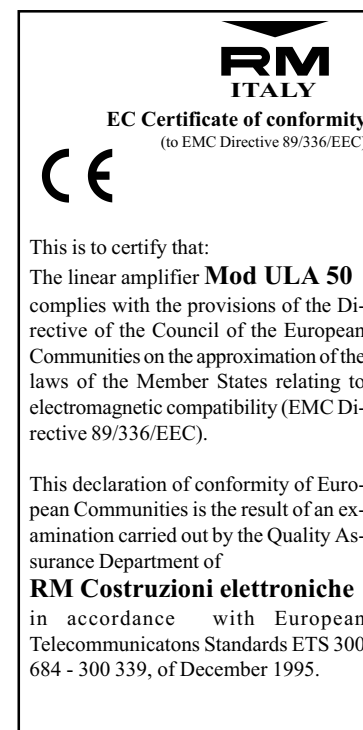 RM
ITALY
EC Certificate of conformity
(to EMC Directive 89/336/EEC)
CE
This is to certify that:
The linear amplifier Mod ULA 50
complies with the provisions of the Di-
rective of the Council of the European
Communities on the approximation of the
laws of the Member States relating to
electromagnetic compatibility (EMC Di-
rective 89/336/EEC).
This declaration of conformity of Euro-
pean Communities is the result of an ex-
amination carried out by the Quality As-
surance Department of
RM Costruzioni elettroniche
in accordance with European
Telecommunicatons Standards ETS 300
684 - 300 339, of December 1995.